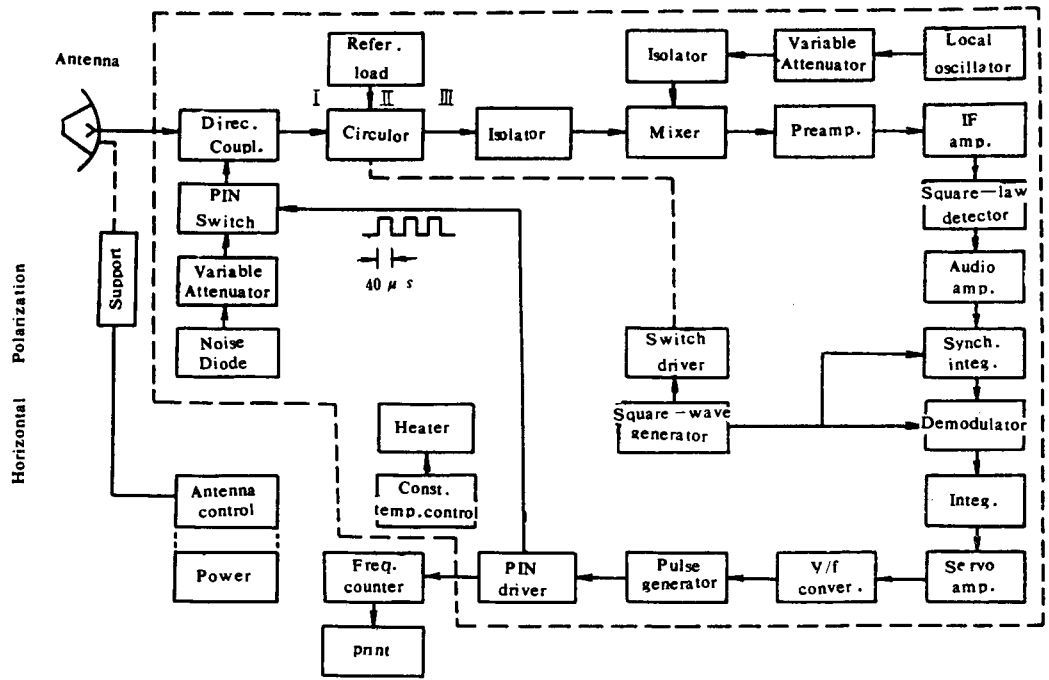 Antenna
Refer.
load
Isolator
Variable
Attenuator
Local
oscillator
I
II
III
Direc.
Coupl.
Circulor
Isolator
Mixer
Preamp.
IF
amp.
PIN
Switch
Square-law
detector
40 μ s
Support
Variable
Attenuator
Audio
amp.
Horizontal Polarization
Noise
Diode
Switch
driver
Synch.
integ.
Heater
Square-wave
generator
Demodulator
Antenna
control
Const.
temp.control
Integ.
Power
Freq.
counter
PIN
driver
Pulse
generator
V/f
conver.
Servo
amp.
print